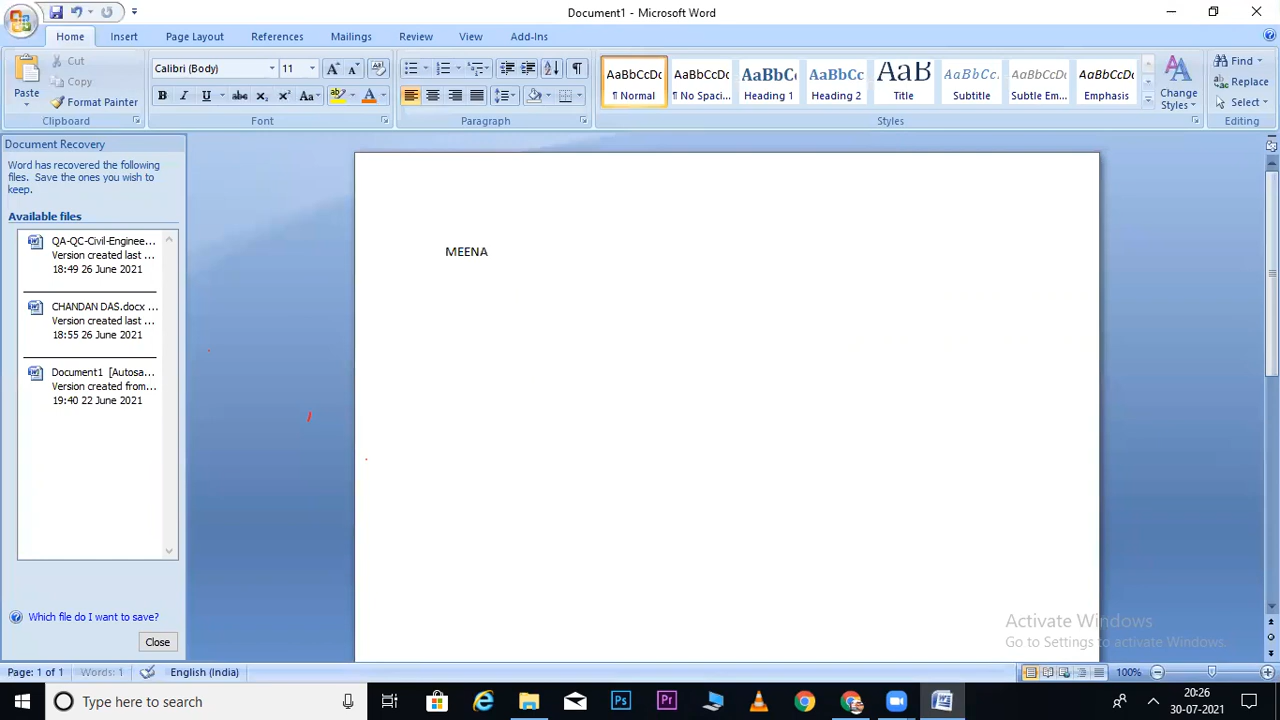 Document1 - Microsoft Word
Home Insert Page Layout References Mailings Review View Add-Ins
Paste
Cut
Copy
Format Painter
Clipboard
Calibri (Body) 11
Font
Paragraph
AaBbCcDc AaBbCcDc AaBbCc AaBbCc AaB AaBbCc. AaBbCcDc AaBbCcDc
¶ Normal ¶ No Spaci... Heading 1 Heading 2 Title Subtitle Subtle Em... Emphasis
Styles
Change Styles
Find
Replace
Select
Editing
Document Recovery
Word has recovered the following
files. Save the ones you wish to
keep.
Available files
QA-QC-Civil-Enginee...
Version created last ...
18:49 26 June 2021
CHANDAN DAS.docx ...
Version created last ...
18:55 26 June 2021
Document1 [Autosa...
Version created from...
19:40 22 June 2021
Which file do I want to save?
Close
MEENA
Activate Windows
Go to Settings to activate Windows.
Page: 1 of 1 Words: 1 English (India) 100%
Type here to search
20:26
30-07-2021